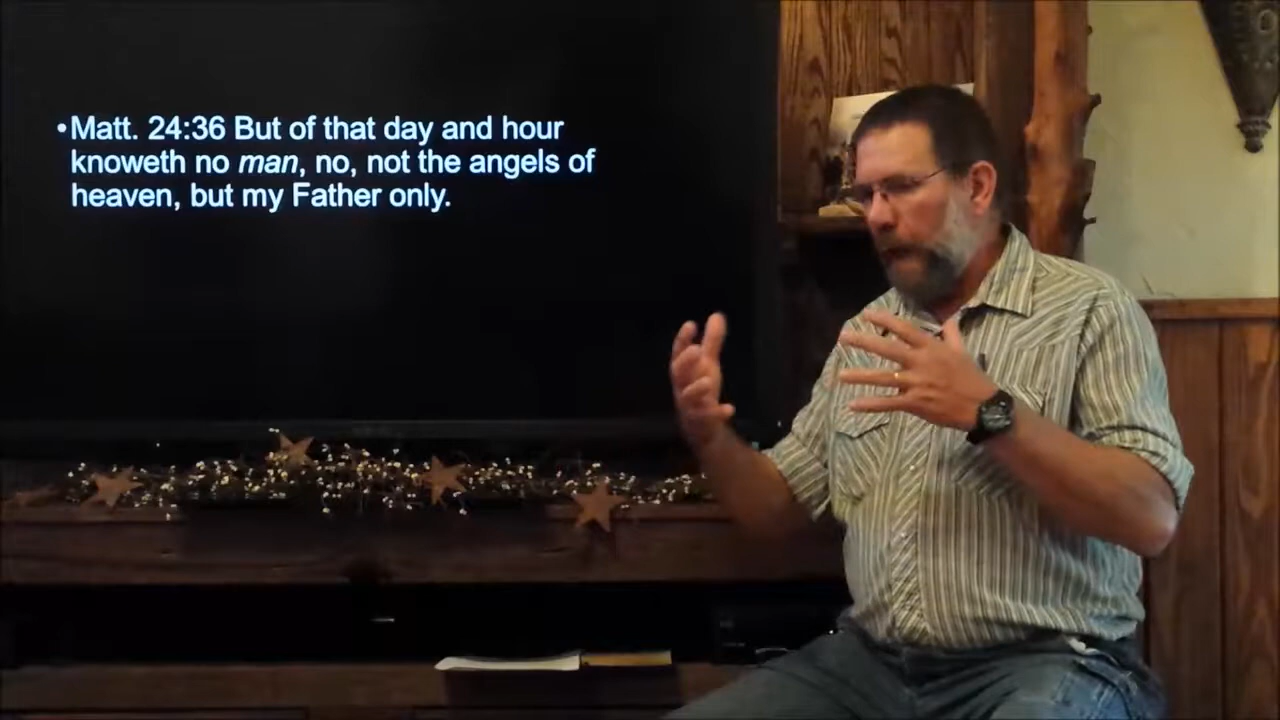 •Matt. 24:36 But of that day and hour
knoweth no man, no, not the angels of
heaven, but my Father only.